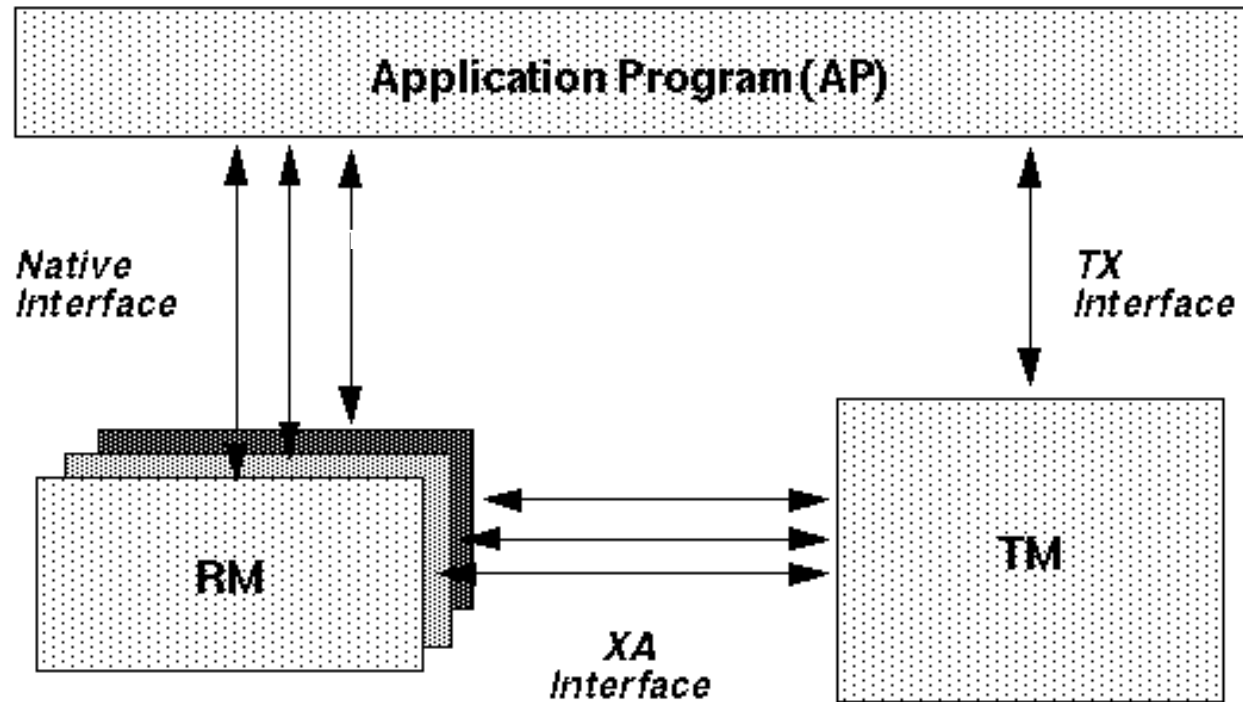 Application Program (AP)
Native
Interface
TX
Interface
RM
TM
XA
Interface